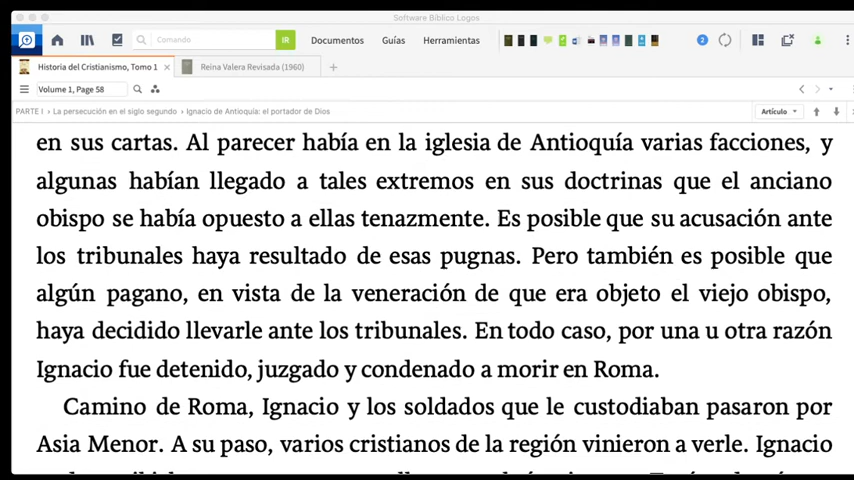 Software Bíblico Logos
Comando
IR
Documentos
Guías
Herramientas
2
Historia del Cristianismo, Tomo 1
Reina Valera Revisada (1960)
Volume 1, Page 58
PARTE I › La persecución en el siglo segundo › Ignacio de Antioquía: el portador de Dios
Artículo
en sus cartas. Al parecer había en la iglesia de Antioquía varias facciones, y
algunas habían llegado a tales extremos en sus doctrinas que el anciano
obispo se había opuesto a ellas tenazmente. Es posible que su acusación ante
los tribunales haya resultado de esas pugnas. Pero también es posible que
algún pagano, en vista de la veneración de que era objeto el viejo obispo,
haya decidido llevarle ante los tribunales. En todo caso, por una u otra razón
Ignacio fue detenido, juzgado y condenado a morir en Roma.
Camino de Roma, Ignacio y los soldados que le custodiaban pasaron por
Asia Menor. A su paso, varios cristianos de la región vinieron a verle. Ignacio